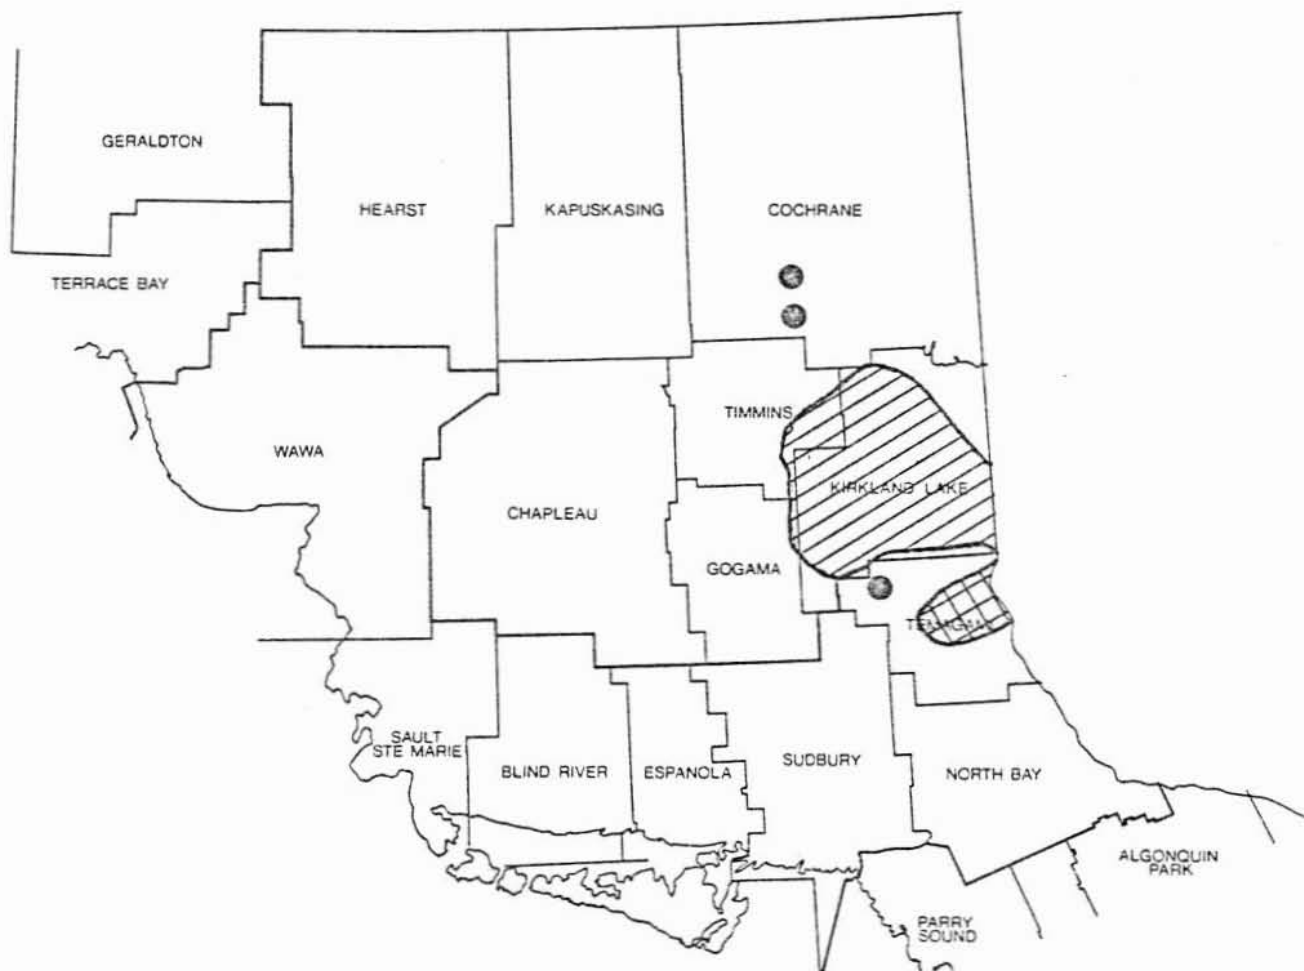 GERALDTON
HEARST
KAPUSKASING
COCHRANE
TERRACE BAY
TIMMINS
WAWA
KIRKLAND LAKE
CHAPLEAU
GOGAMA
TEMAGAMI
SAULT
STE MARIE
BLIND RIVER
ESPANOLA
SUDBURY
NORTH BAY
ALGONQUIN
PARK
PARRY
SOUND